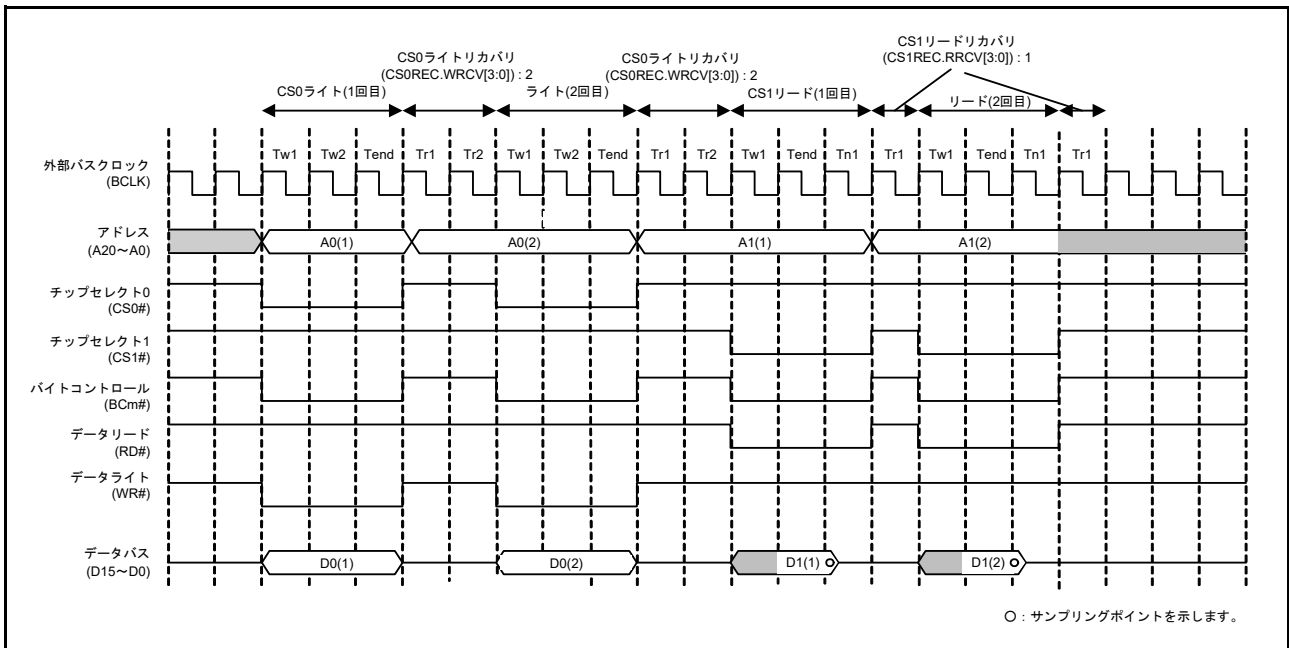 CS0ライトリカバリ
(CS0REC.WRCV[3:0]) : 2
CS0ライトリカバリ
(CS0REC.WRCV[3:0]) : 2
CS1リードリカバリ
(CS1REC.RRCV[3:0]) : 1
CS0ライト(1回目)
ライト(2回目)
CS1リード(1回目)
リード(2回目)
外部バスクロック
(BCLK)
Tw1 Tw2 Tend Tr1 Tr2 Tw1 Tw2 Tend Tr1 Tr2 Tw1 Tend Tn1 Tr1 Tw1 Tend Tn1 Tr1
アドレス
(A20～A0)
A0(1) A0(2) A1(1) A1(2)
チップセレクト0
(CS0#)
チップセレクト1
(CS1#)
バイトコントロール
(BCm#)
データリード
(RD#)
データライト
(WR#)
データバス
(D15～D0)
D0(1) D0(2) D1(1) D1(2)
○ : サンプリングポイントを示します。